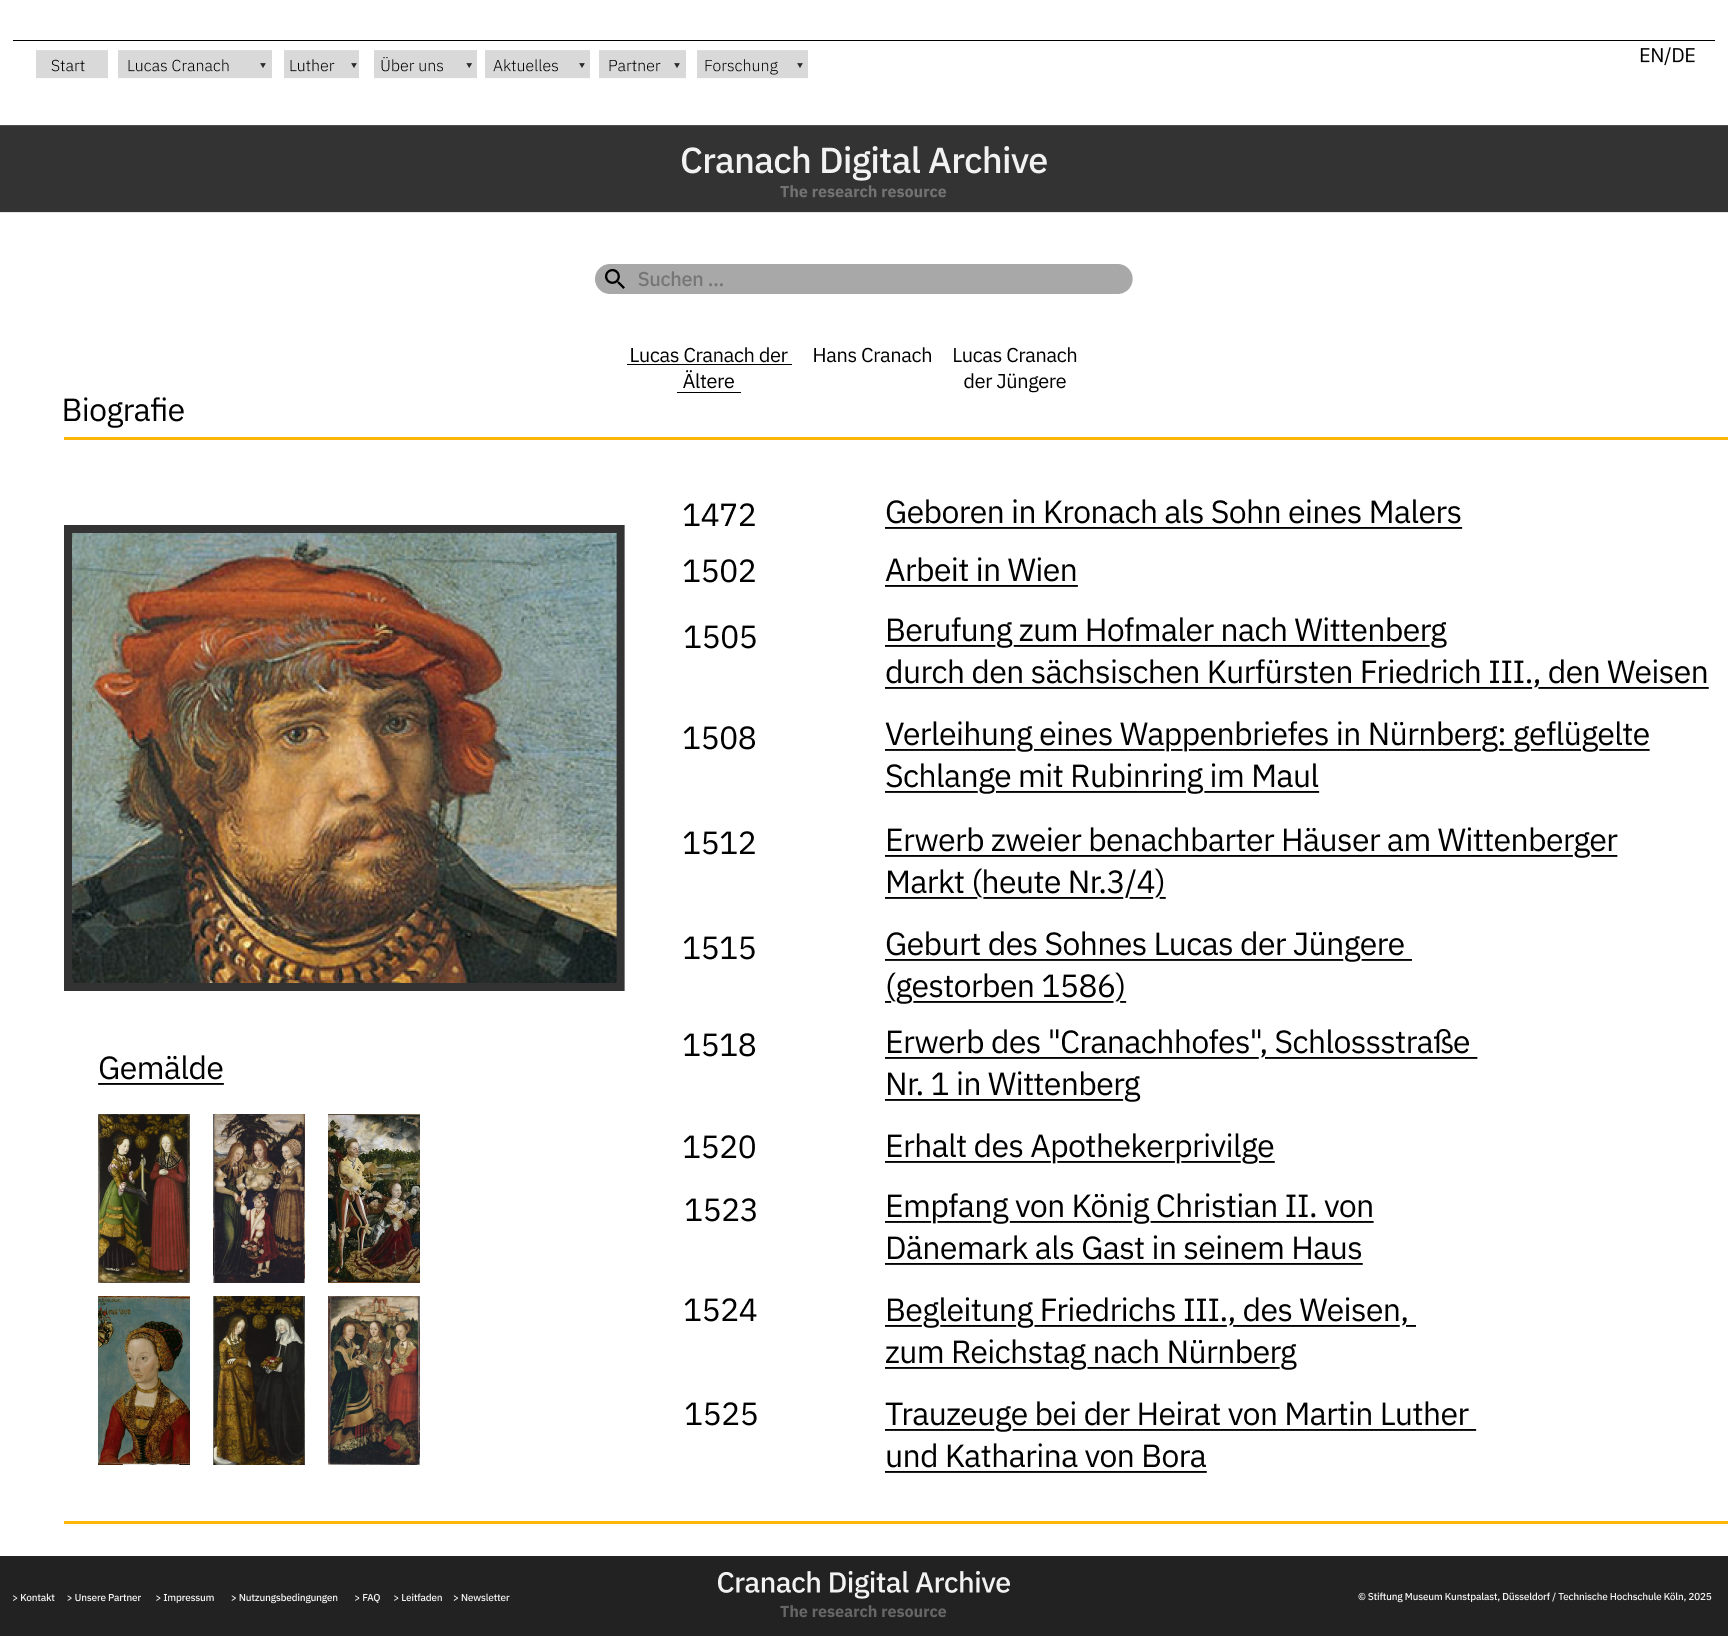 Start
Lucas Cranach ▾
Luther ▾
Über uns ▾
Aktuelles ▾
Partner ▾
Forschung ▾
EN/DE
Cranach Digital Archive
The research resource
Suchen ...
Lucas Cranach der
Ältere
Hans Cranach
Lucas Cranach
der Jüngere
Biografie
1472
Geboren in Kronach als Sohn eines Malers
1502
Arbeit in Wien
1505
Berufung zum Hofmaler nach Wittenberg
durch den sächsischen Kurfürsten Friedrich III., den Weisen
1508
Verleihung eines Wappenbriefes in Nürnberg: geflügelte
Schlange mit Rubinring im Maul
1512
Erwerb zweier benachbarter Häuser am Wittenberger
Markt (heute Nr.3/4)
1515
Geburt des Sohnes Lucas der Jüngere
(gestorben 1586)
1518
Erwerb des "Cranachhofes", Schlossstraße
Nr. 1 in Wittenberg
1520
Erhalt des Apothekerprivilge
1523
Empfang von König Christian II. von
Dänemark als Gast in seinem Haus
1524
Begleitung Friedrichs III., des Weisen,
zum Reichstag nach Nürnberg
1525
Trauzeuge bei der Heirat von Martin Luther
und Katharina von Bora
Gemälde
> Kontakt
> Unsere Partner
> Impressum
> Nutzungsbedingungen
> FAQ
> Leitfaden
> Newsletter
Cranach Digital Archive
The research resource
© Stiftung Museum Kunstpalast, Düsseldorf / Technische Hochschule Köln, 2025